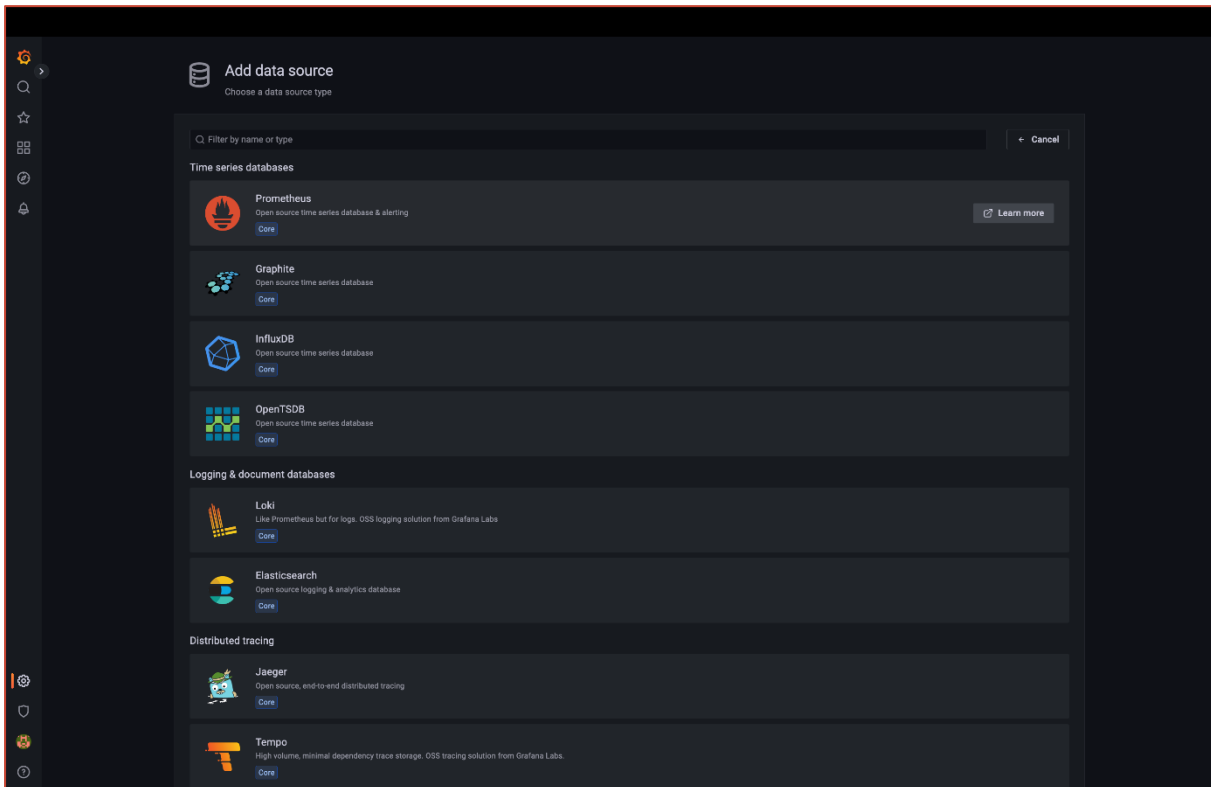 Add data source
Choose a data source type
Filter by name or type
Cancel
Time series databases
Prometheus
Open source time series database & alerting
Core
Learn more
Graphite
Open source time series database
Core
InfluxDB
Open source time series database
Core
OpenTSDB
Open source time series database
Core
Logging & document databases
Loki
Like Prometheus but for logs. OSS logging solution from Grafana Labs
Core
Elasticsearch
Open source logging & analytics database
Core
Distributed tracing
Jaeger
Open source, end-to-end distributed tracing
Core
Tempo
High volume, minimal dependency trace storage. OSS tracing solution from Grafana Labs.
Core